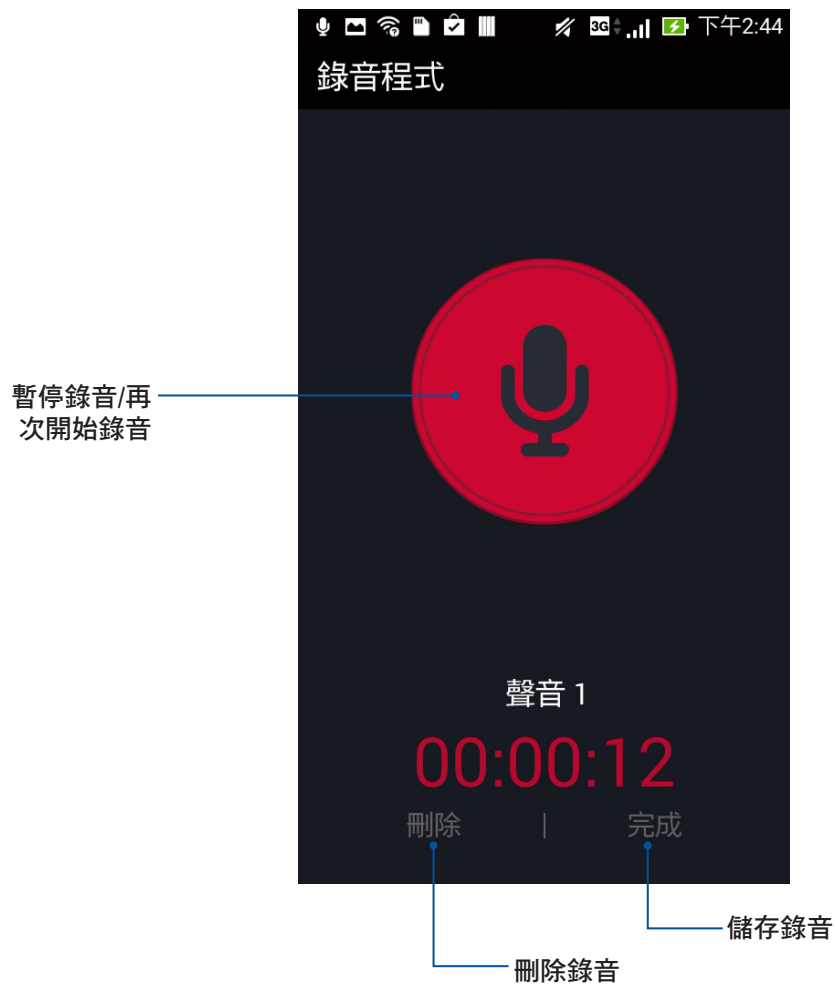 3G
下午2:44
錄音程式
暫停錄音/再
次開始錄音
聲音 1
00:00:12
刪除 | 完成
儲存錄音
刪除錄音